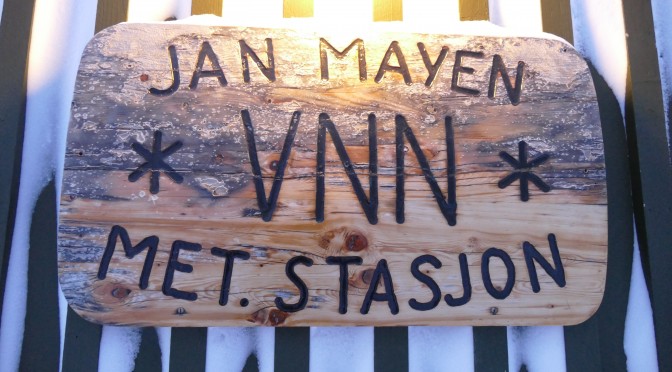 JAN MAYEN
* VNN *
MET. STASJON